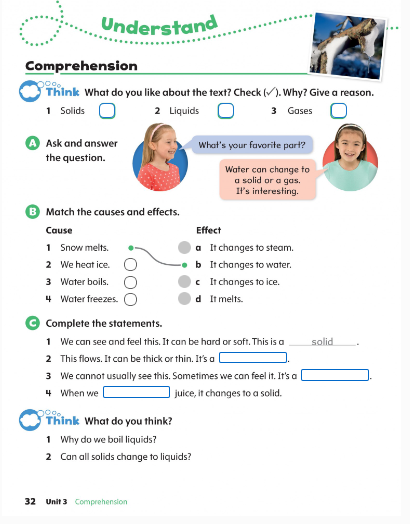 Understand
Comprehension
Think What do you like about the text? Check (✓). Why? Give a reason.
1 Solids 2 Liquids 3 Gases
A Ask and answer
the question.
What's your favorite part?
Water can change to
a solid or a gas.
It's interesting.
B Match the causes and effects.
Cause Effect
1 Snow melts. a It changes to steam.
2 We heat ice. b It changes to water.
3 Water boils. c It changes to ice.
4 Water freezes. d It melts.
C Complete the statements.
1 We can see and feel this. It can be hard or soft. This is a solid .
2 This flows. It can be thick or thin. It's a .
3 We cannot usually see this. Sometimes we can feel it. It's a .
4 When we juice, it changes to a solid.
Think What do you think?
1 Why do we boil liquids?
2 Can all solids change to liquids?
32 Unit 3 Comprehension